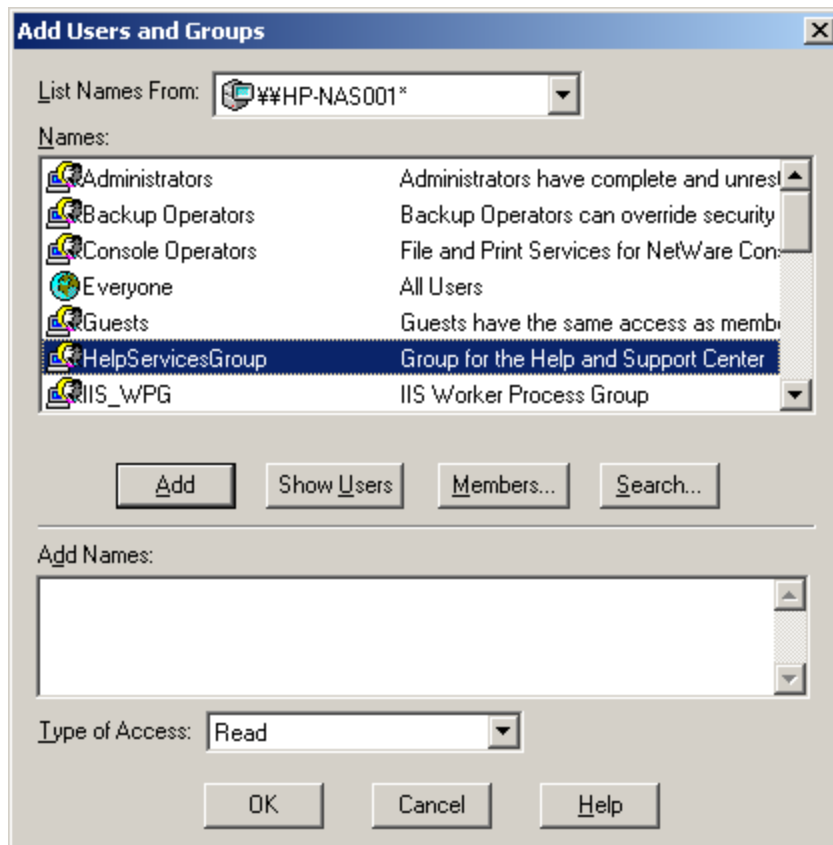 Add Users and Groups
List Names From: ¥¥HP-NAS001*
Names:
Administrators Administrators have complete and unrest
Backup Operators Backup Operators can override security
Console Operators File and Print Services for NetWare Con
Everyone All Users
Guests Guests have the same access as memb
HelpServicesGroup Group for the Help and Support Center
IIS_WPG IIS Worker Process Group
Add Show Users Members... Search...
Add Names:
Type of Access: Read
OK Cancel Help